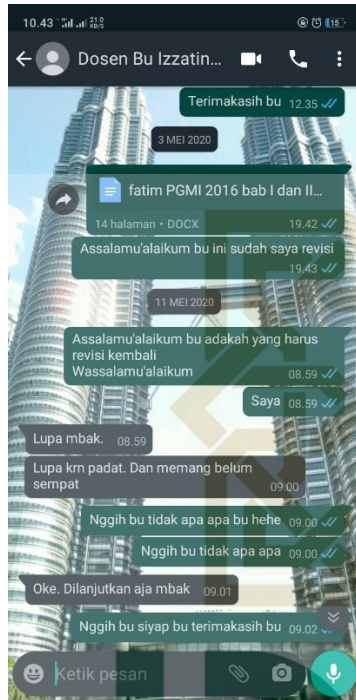 10.43 21.0 KB/S 15
Dosen Bu Izzatin...
Terimakasih bu 12.35
3 MEI 2020
fatim PGMI 2016 bab I dan II...
14 halaman • DOCX 19.42
Assalamu'alaikum bu ini sudah saya revisi
19.43
11 MEI 2020
Assalamu'alaikum bu adakah yang harus
revisi kembali
Wassalamu'alaikum 08.59
Saya 08.59
Lupa mbak. 08.59
Lupa krn padat. Dan memang belum
sempat 09.00
Nggih bu tidak apa apa bu hehe 09.00
Nggih bu tidak apa apa 09.00
Oke. Dilanjutkan aja mbak 09.01
Nggih bu siyap bu terimakasih bu 09.02
Ketik pesan